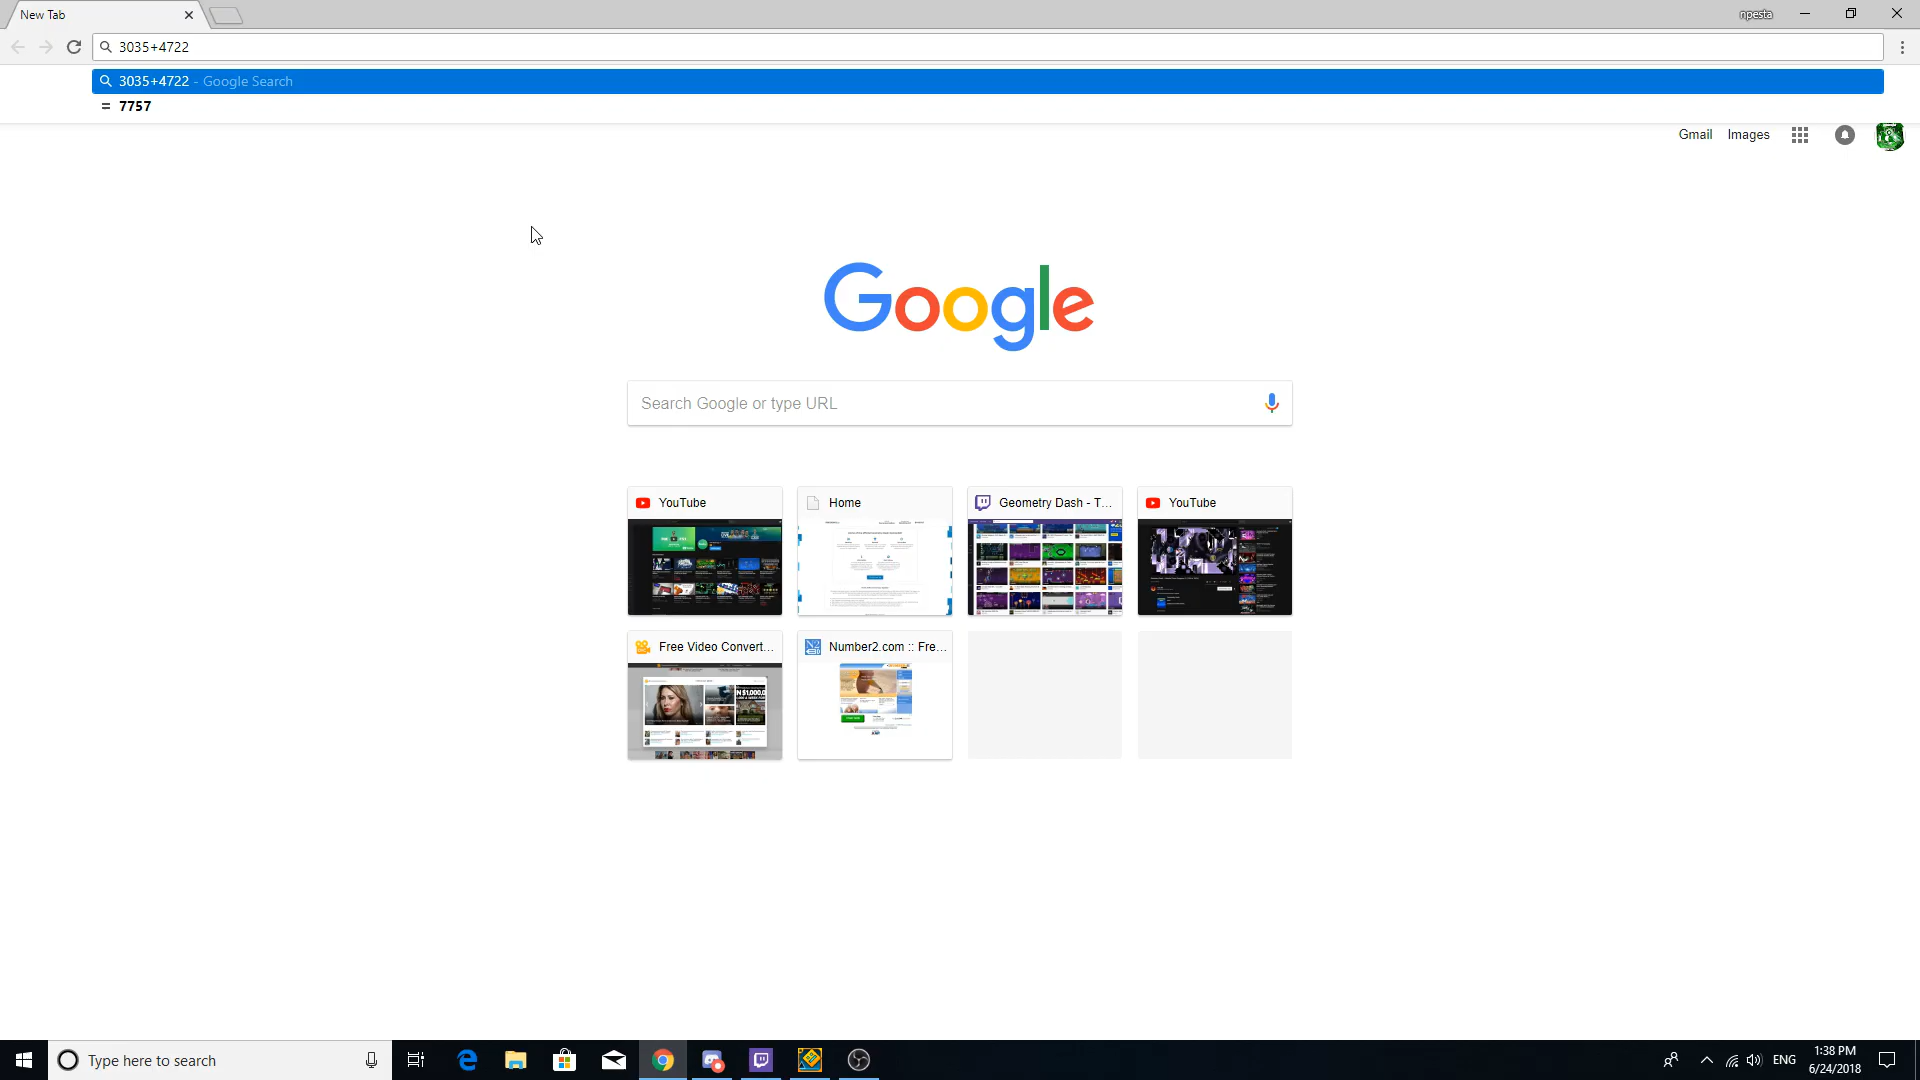 New Tab
npesta
3035+4722
3035+4722 - Google Search
= 7757
Gmail Images
Google
Search Google or type URL
YouTube
Home
Geometry Dash - T...
YouTube
Free Video Convert...
Number2.com :: Fre...
Type here to search
ENG
1:38 PM
6/24/2018